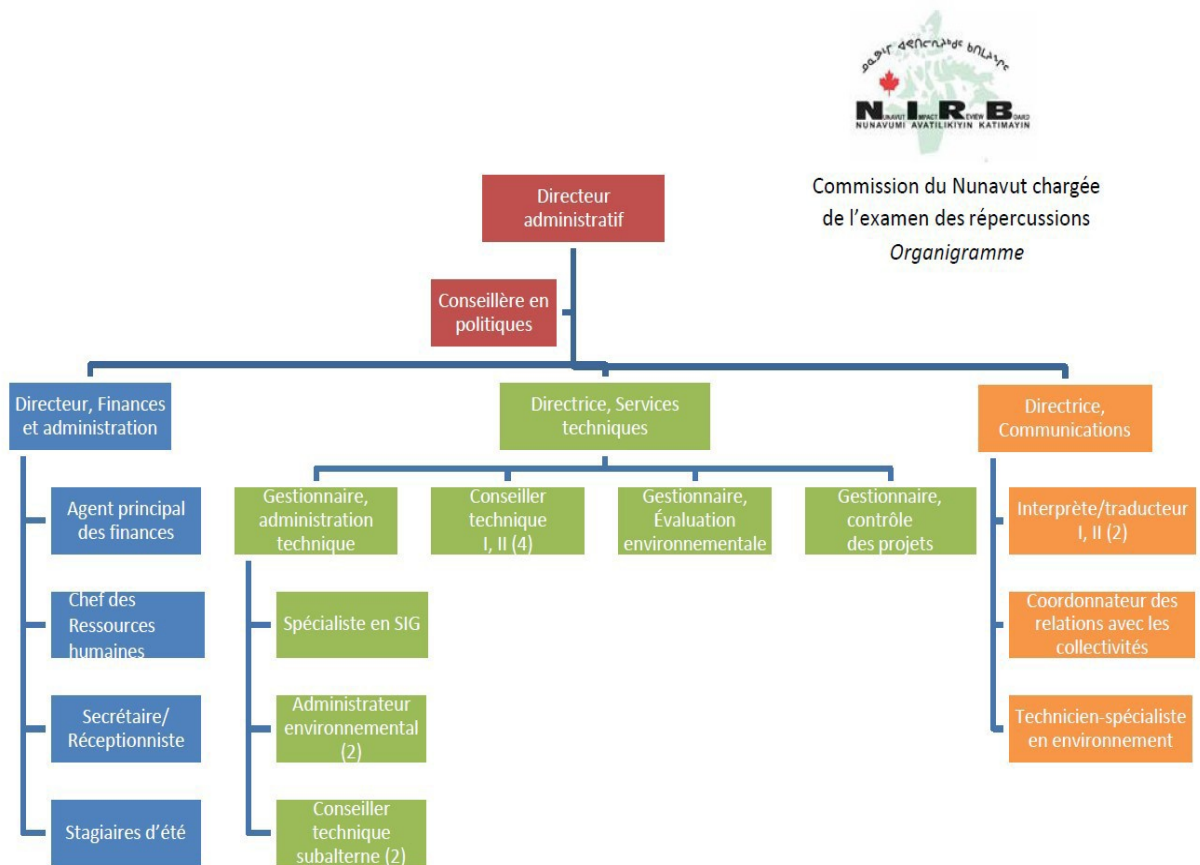 NUNAVUT IMPACT REVIEW BOARD
NUNAVUMI AVATILIKIYIN KATIMAYIN
Commission du Nunavut chargée
de l’examen des répercussions
Organigramme
Directeur
administratif
Conseillère en
politiques
Directeur, Finances
et administration
Directrice, Services
techniques
Directrice,
Communications
Agent principal
des finances
Gestionnaire,
administration
technique
Conseiller
technique
I, II (4)
Gestionnaire,
Évaluation
environnementale
Gestionnaire,
contrôle
des projets
Interprète/traducteur
I, II (2)
Chef des
Ressources
humaines
Spécialiste en SIG
Coordonnateur des
relations avec les
collectivités
Secrétaire/
Réceptionniste
Administrateur
environnemental
(2)
Technicien-spécialiste
en environnement
Stagiaires d’été
Conseiller
technique
subalterne (2)